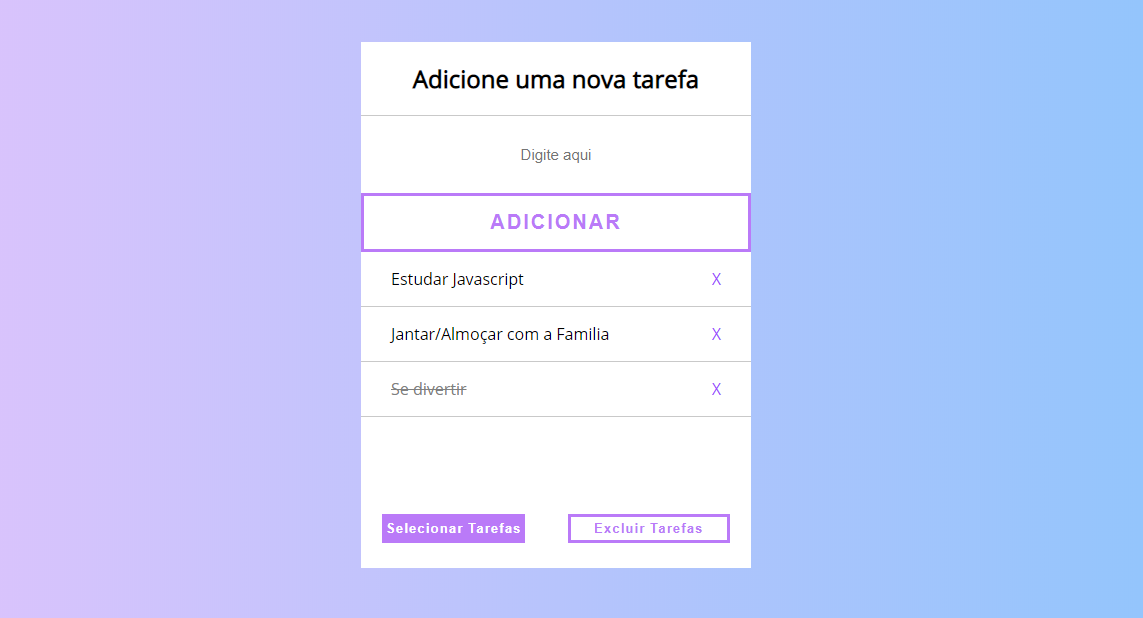 Adicione uma nova tarefa
Digite aqui
ADICIONAR
Estudar Javascript X
Jantar/Almoçar com a Familia X
Se divertir X
Selecionar Tarefas Excluir Tarefas